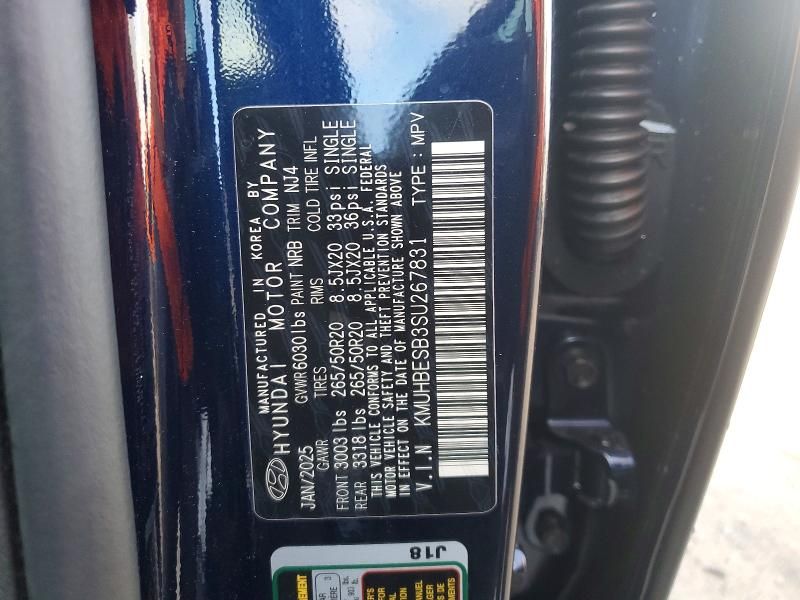 MANUFACTURED IN KOREA BY
HYUNDAI MOTOR COMPANY
JAN/2025 GVWR 6030 lbs PAINT NRB TRIM NJ4
GAWR TIRES RIMS COLD TIRE INFL
FRONT 3003 lbs 265/50R20 8.5JX20 33psi SINGLE
REAR 3318 lbs 265/50R20 8.5JX20 36psi SINGLE
THIS VEHICLE CONFORMS TO ALL APPLICABLE U.S.A. FEDERAL
MOTOR VEHICLE SAFETY AND THEFT PREVENTION STANDARDS
IN EFFECT ON THE DATE OF MANUFACTURE SHOWN ABOVE
V.I.N KMUHBESB3SU267831 TYPE : MPV
J18